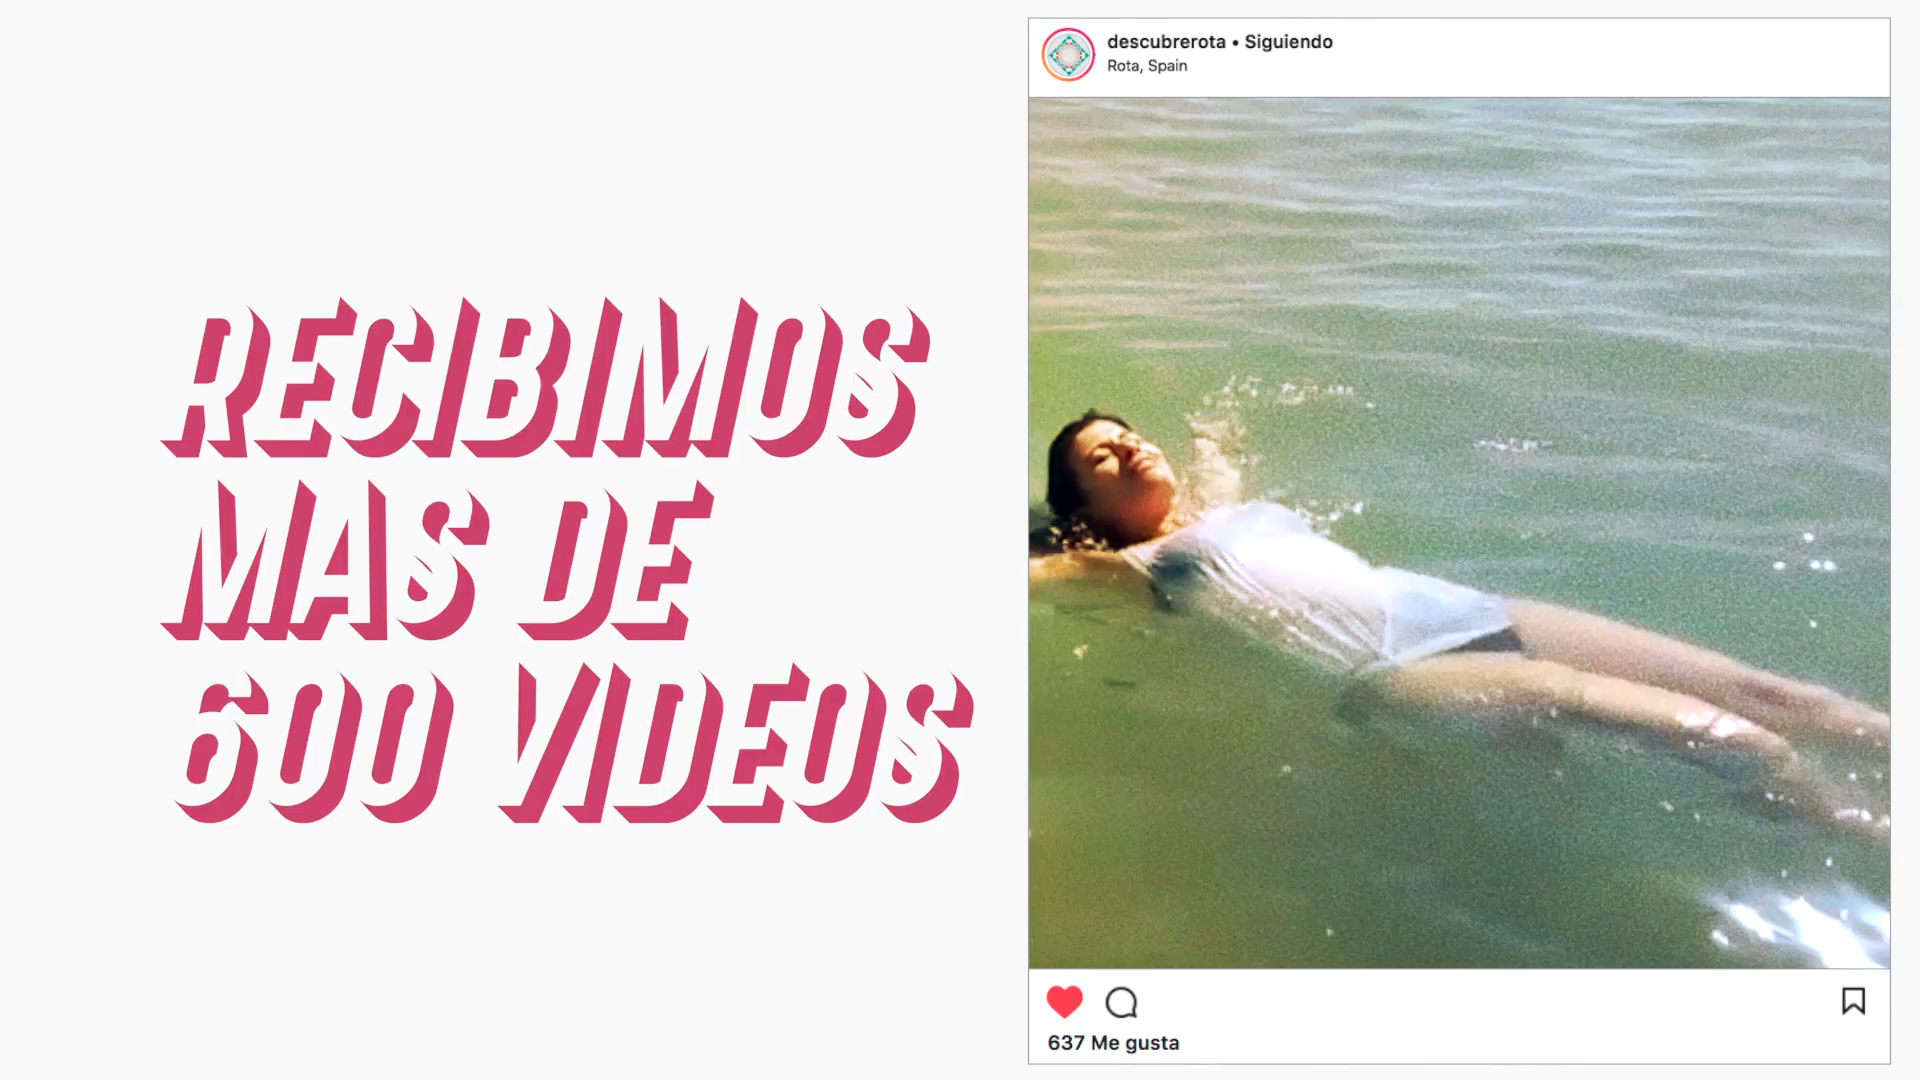 RECIBIMOS
MAS DE
600 VIDEOS
descubrerota • Siguiendo
Rota, Spain
637 Me gusta